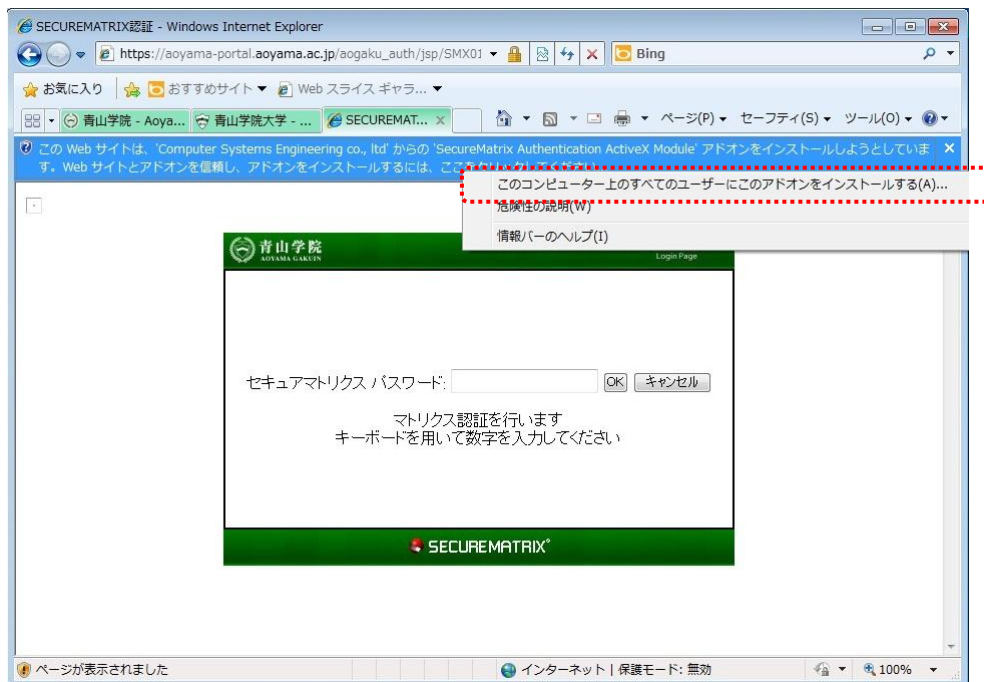 SECUREMATRIX認証 - Windows Internet Explorer
https://aoyama-portal.aoyama.ac.jp/aogaku_auth/jsp/SMX01
Bing
お気に入り おすすめサイト ▼ Web スライス ギャラ... ▼
青山学院 - Aoya... 青山学院大学 - ... SECUREMAT... × ページ(P) ▼ セーフティ(S) ▼ ツール(O) ▼
この Web サイトは、'Computer Systems Engineering co., ltd' からの 'SecureMatrix Authentication ActiveX Module' アドオンをインストールしようとしていま
す。Web サイトとアドオンを信頼し、アドオンをインストールするには、ここをクリックしてください...
このコンピューター上のすべてのユーザーにこのアドオンをインストールする(A)...
危険性の説明(W)
情報バーのヘルプ(I)
青山学院
AOYAMA GAKUIN
Login Page
セキュアマトリクス パスワード: OK キャンセル
マトリクス認証を行います
キーボードを用いて数字を入力してください
SECUREMATRIX®
ページが表示されました インターネット | 保護モード: 無効 100% ▼